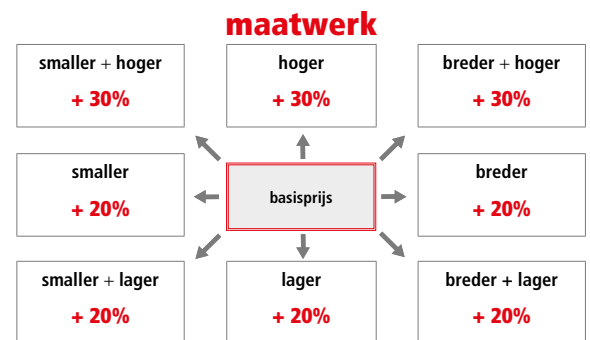 maatwerk
smaller + hoger
+ 30%
hoger
+ 30%
breder + hoger
+ 30%
smaller
+ 20%
basisprijs
breder
+ 20%
smaller + lager
+ 20%
lager
+ 20%
breder + lager
+ 20%